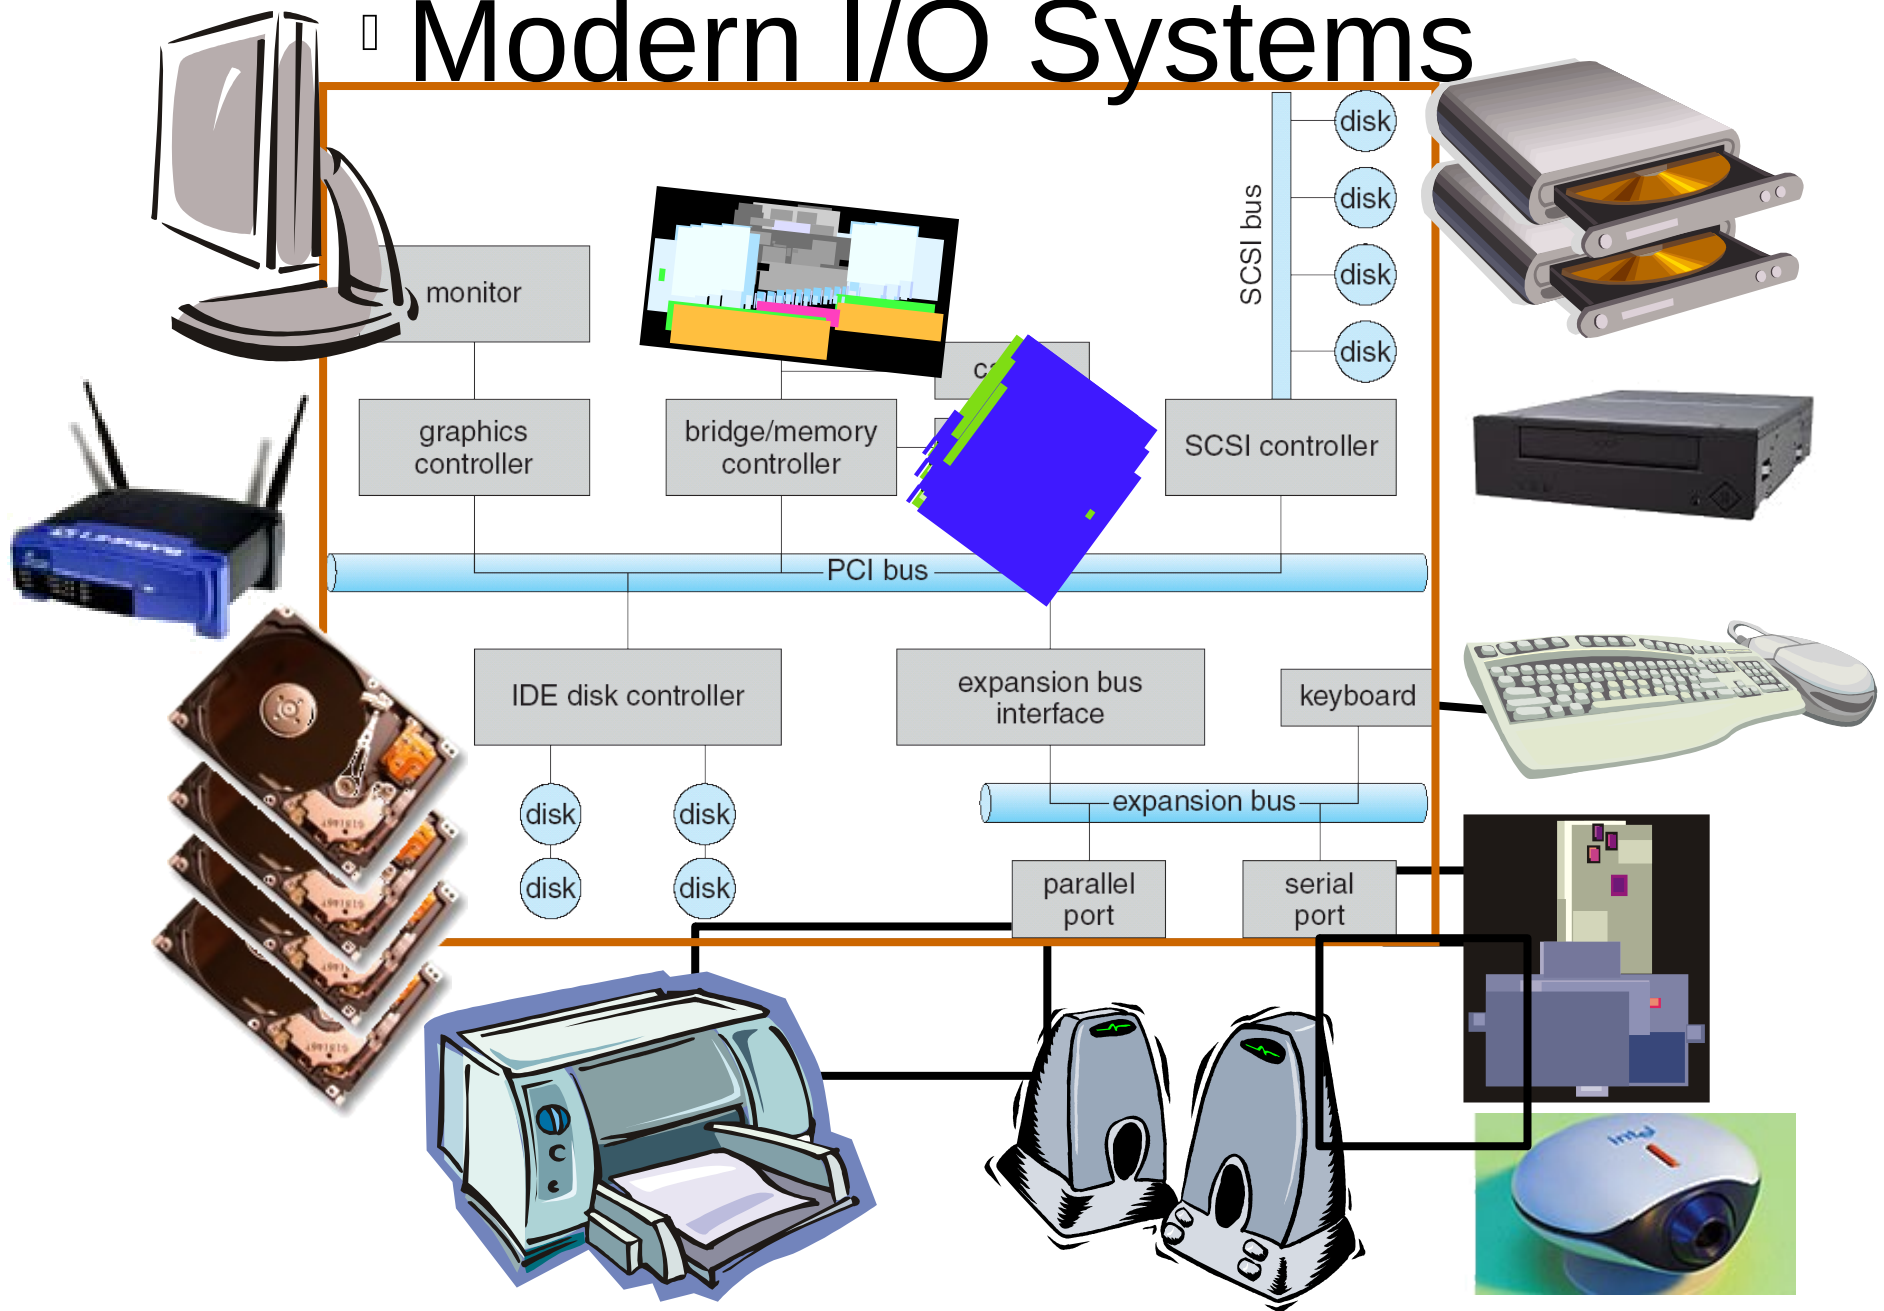 Modern I/O Systems
disk
disk
disk
disk
SCSI bus
monitor
graphics
controller
bridge/memory
controller
SCSI controller
PCI bus
IDE disk controller
expansion bus
interface
keyboard
disk
disk
expansion bus
disk
disk
parallel
port
serial
port
intel